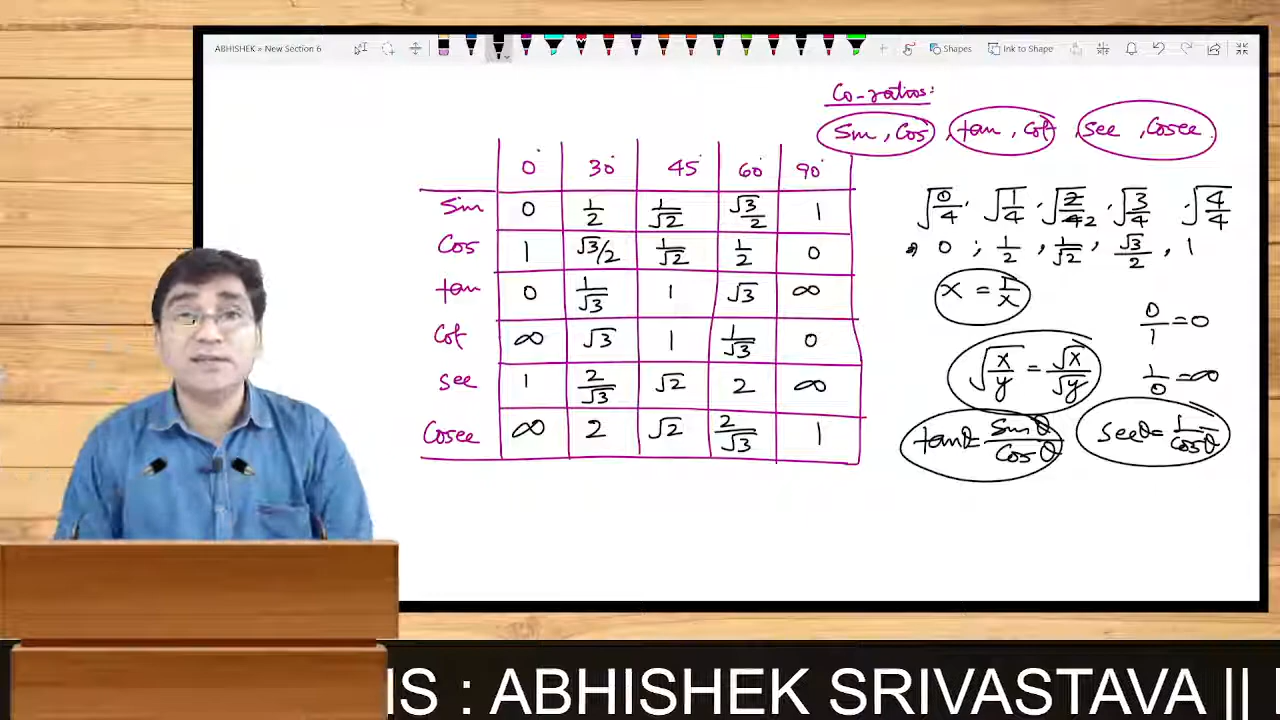 ABHISHEK » New Section 6
Shapes
Ink to Shape
Co-ratios:
Sin, Cos, tan, Cot, sec, Cosec
0° 30° 45° 60° 90°
Sin 0 1/2 1/√2 √3/2 1
Cos 1 √3/2 1/√2 1/2 0
tan 0 1/√3 1 √3 ∞
Cot ∞ √3 1 1/√3 0
sec 1 2/√3 √2 2 ∞
Cosec ∞ 2 √2 2/√3 1
√0/4, √1/4, √2/4 2, √3/4, √4/4
0, 1/2, 1/√2, √3/2, 1
x = 1/x
0/1 = 0
√x/y = √x/√y
1/0 = ∞
tanθ = Sinθ/Cosθ
secθ = 1/Cosθ
IS : ABHISHEK SRIVASTAVA ||